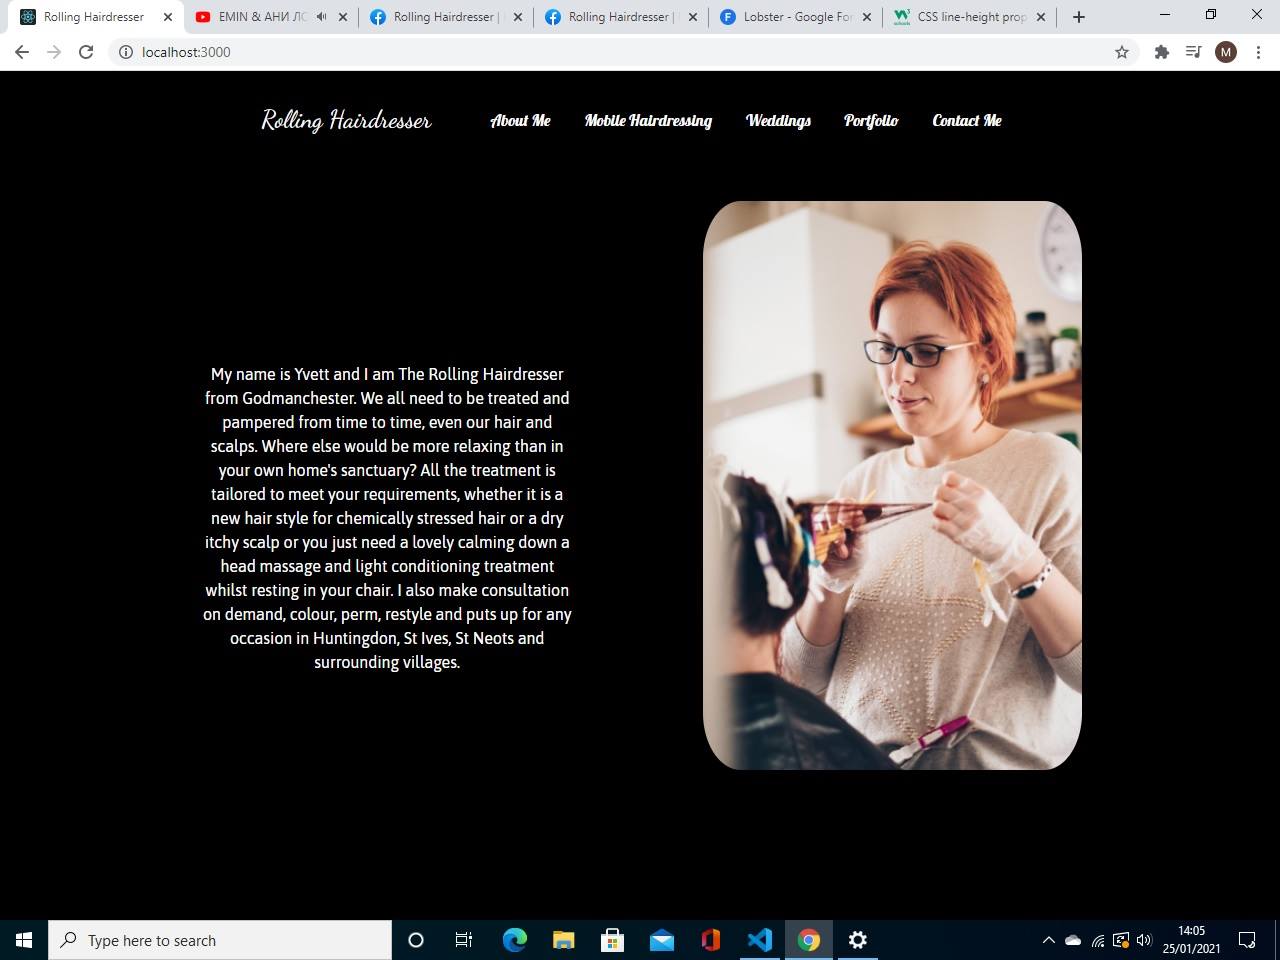 Rolling Hairdresser
EMIN & АНИ ЛО
Rolling Hairdresser |
Rolling Hairdresser |
Lobster - Google Fo
CSS line-height prop
localhost:3000
M
Rolling Hairdresser
About Me
Mobile Hairdressing
Weddings
Portfolio
Contact Me
My name is Yvett and I am The Rolling Hairdresser
from Godmanchester. We all need to be treated and
pampered from time to time, even our hair and
scalps. Where else would be more relaxing than in
your own home's sanctuary? All the treatment is
tailored to meet your requirements, whether it is a
new hair style for chemically stressed hair or a dry
itchy scalp or you just need a lovely calming down a
head massage and light conditioning treatment
whilst resting in your chair. I also make consultation
on demand, colour, perm, restyle and puts up for any
occasion in Huntingdon, St Ives, St Neots and
surrounding villages.
Type here to search
14:05
25/01/2021